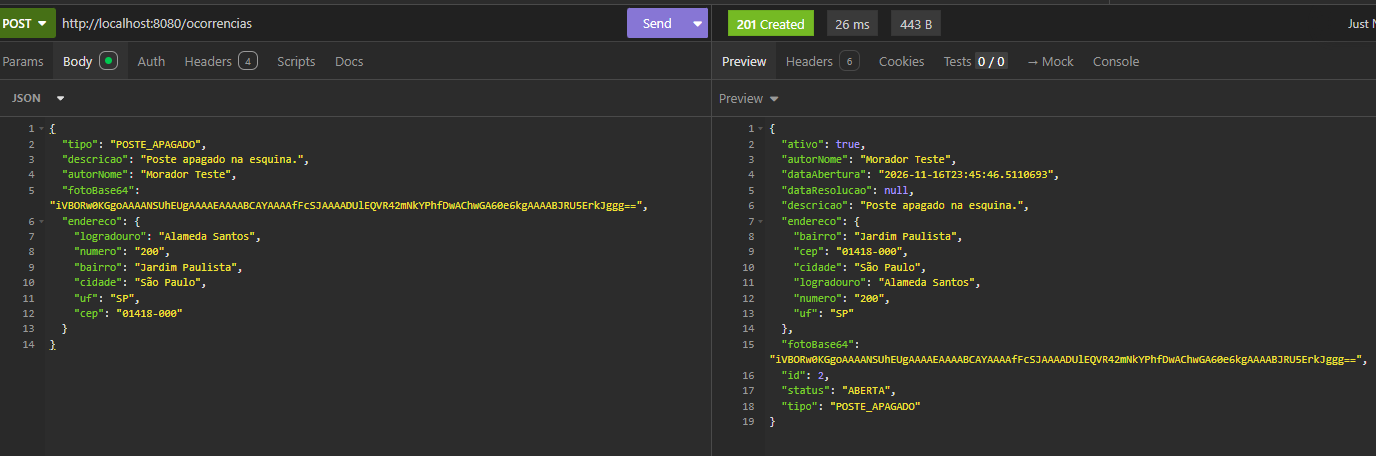 POST http://localhost:8080/ocorrencias Send 201 Created 26 ms 443 B Just
Params Body Auth Headers 4 Scripts Docs
Preview Headers 6 Cookies Tests 0 / 0 → Mock Console
JSON
Preview
1 {
2 "tipo": "POSTE_APAGADO",
3 "descricao": "Poste apagado na esquina.",
4 "autorNome": "Morador Teste",
5 "fotoBase64":
"iVBORw0KGgoAAAANSUhEUgAAAAEAAAABCAYAAAAfFcSJAAAADUlEQVR42mNkYPhfDwAChwGA60e6kgAAAABJRU5ErkJggg==",
6 "endereco": {
7 "logradouro": "Alameda Santos",
8 "numero": "200",
9 "bairro": "Jardim Paulista",
10 "cidade": "São Paulo",
11 "uf": "SP",
12 "cep": "01418-000"
13 }
14 }
1 {
2 "ativo": true,
3 "autorNome": "Morador Teste",
4 "dataAbertura": "2026-11-16T23:45:46.5110693",
5 "dataResolucao": null,
6 "descricao": "Poste apagado na esquina.",
7 "endereco": {
8 "bairro": "Jardim Paulista",
9 "cep": "01418-000",
10 "cidade": "São Paulo",
11 "logradouro": "Alameda Santos",
12 "numero": "200",
13 "uf": "SP"
14 },
15 "fotoBase64":
"iVBORw0KGgoAAAANSUhEUgAAAAEAAAABCAYAAAAfFcSJAAAADUlEQVR42mNkYPhfDwAChwGA60e6kgAAAABJRU5ErkJggg==",
16 "id": 2,
17 "status": "ABERTA",
18 "tipo": "POSTE_APAGADO"
19 }